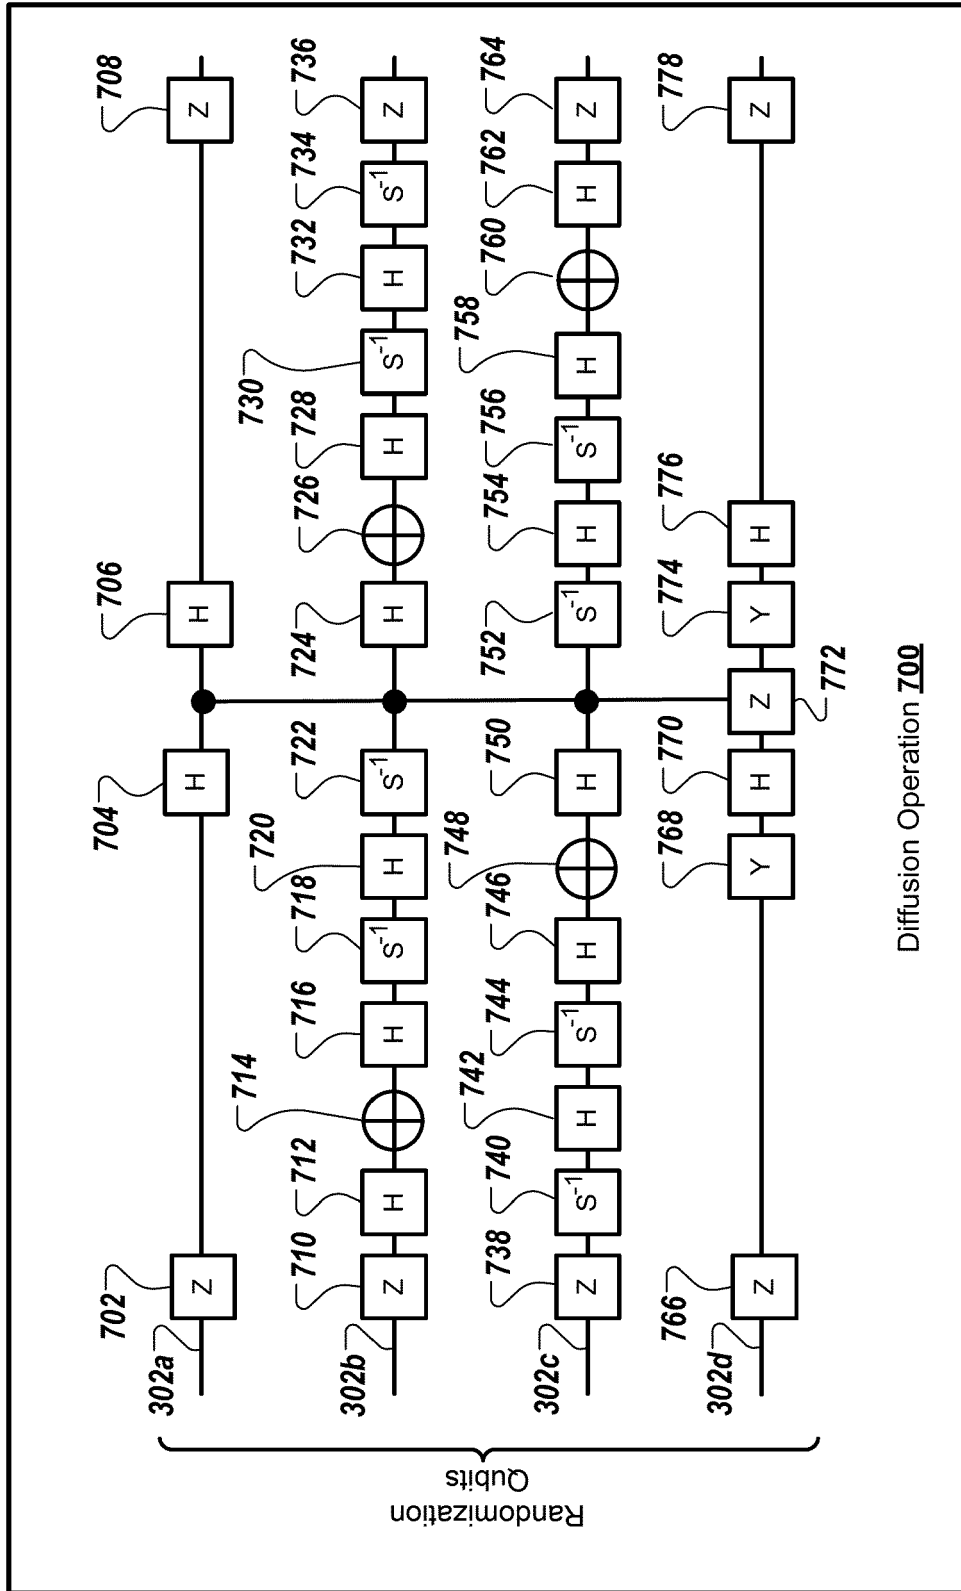 702 704 706 708
302a Z H H Z
710 712 714 716 718 720 722 724 726 728 730 732 734 736
302b Z H H S⁻¹ H S⁻¹ H H S⁻¹ H S⁻¹ Z
738 740 742 744 746 748 750 752 754 756 758 760 762 764
302c Z S⁻¹ H S⁻¹ H H S⁻¹ H S⁻¹ H H Z
766 768 770 774 776 778
302d Z Y H Z Y H Z
772
Randomization
Qubits
Diffusion Operation 700